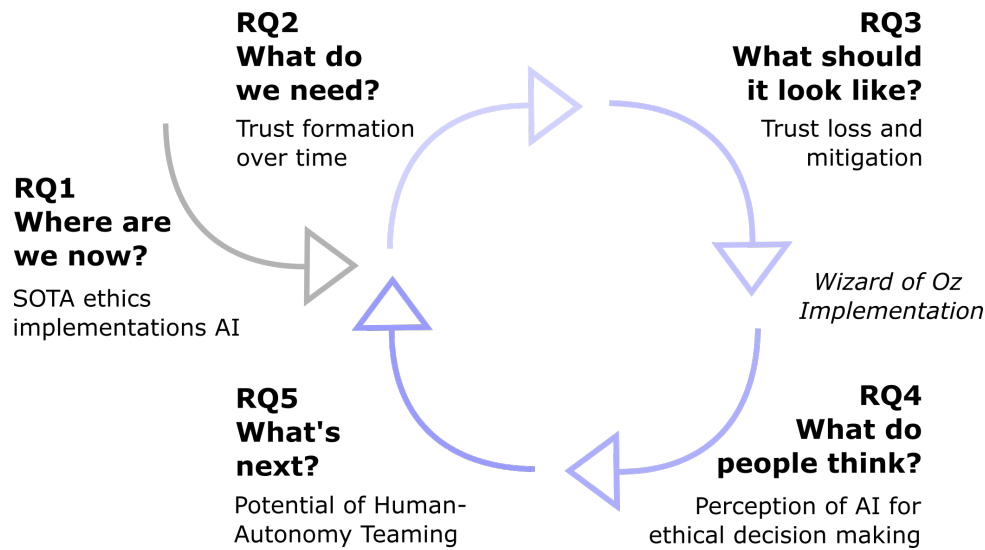 RQ1
Where are
we now?
SOTA ethics
implementations AI
RQ2
What do
we need?
Trust formation
over time
RQ3
What should
it look like?
Trust loss and
mitigation
Wizard of Oz
Implementation
RQ4
What do
people think?
Perception of AI for
ethical decision making
RQ5
What's
next?
Potential of Human-
Autonomy Teaming